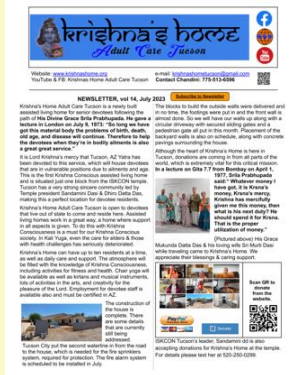 krishna's home
Adult Care Tucson
Website: www.krishnashome.org
YouTube & FB: Krishnas Home Adult Care Tucson
e-mail: krishnashometucson@gmail.com
Contact Chandini: 775-513-6596
Subscribe to Newsletter
NEWSLETTER, vol 14, July 2023
Krishna's Home Adult Care Tucson is a newly built
assisted living home for senior devotees following the
path of His Divine Grace Srila Prabhupada. He gave a
lecture in London on July 9, 1973: "So long we have
got this material body the problems of birth, death,
old age, and disease will continue. Therefore to help
the devotees when they're in bodily ailments is also
a great great service."
It is Lord Krishna's mercy that Tucson, AZ Yatra has
been devoted to this service, which will house devotees
that are in vulnerable positions due to ailments and age.
This is the first Krishna Conscious assisted living home
and is situated just one block from the ISKCON temple.
Tucson has a very strong sincere community led by
Temple president Sandamini Dasi & Dhiro Datta Das,
making this a perfect location for devotee residents.
Krishna's Home Adult Care Tucson is open to devotees
that live out of state to come and reside here. Assisted
living homes work in a great way, a home where support
in all aspects is given. To do this with Krishna
Consciousness is a must for our Krishna Conscious
society. In Kali Yuga, even the care for elders & those
with health challenges has seriously deteriorated.
Krishna's Home can have up to ten residents at a time,
as well as daily care and support. The atmosphere will
be filled with the knowledge of Krishna Consciousness,
including activities for fitness and health. Chair yoga will
be available as well as kirtans and musical instruments,
lots of activities in the arts, and creativity for the
pleasure of the Lord. Employment for devotee staff is
available also and must be certified in AZ.
The construction of
the house is
complete. There
are some details
that are currently
still being
addressed.
Tucson City put the second waterline in from the road
to the house, which is needed for the fire sprinklers
system, required for protection. The fire alarm system
is scheduled to be installed in July.
The blocks to build the outside walls were delivered and
in no time, the footings were put in and the front wall is
almost done. So we will have our walls up along with a
circular driveway with secured sliding gates and a
pedestrian gate all put in this month. Placement of the
backyard walls is also on schedule, along with concrete
pavings surrounding the house.
Although the heart of Krishna's Home is here in
Tucson, donations are coming in from all parts of the
world, which is extremely vital for this critical mission.
In a lecture on Gita 7.7 from Bombay on April 1,
1977, Srila Prabhupada
said:" Whatever money I
have got, it is Krsna's
money, Krsna's mercy.
Krishna has mercifully
given me this money, then
what is his next duty? He
should spend it for Krsna.
That is the proper
utilization of money."
(Pictured above) His Grace
Mukunda Datta Das & his loving wife Sri Murti Dasi
while traveling came to Krishna's Home. We
appreciate their blessings & caring support.
Scan QR to
donate
from the
website.
Donate
ISKCON Tucson's leader, Sandamini dd is also
accepting donations for Krishna's Home at the temple.
For details please text her at 520-250-0299.